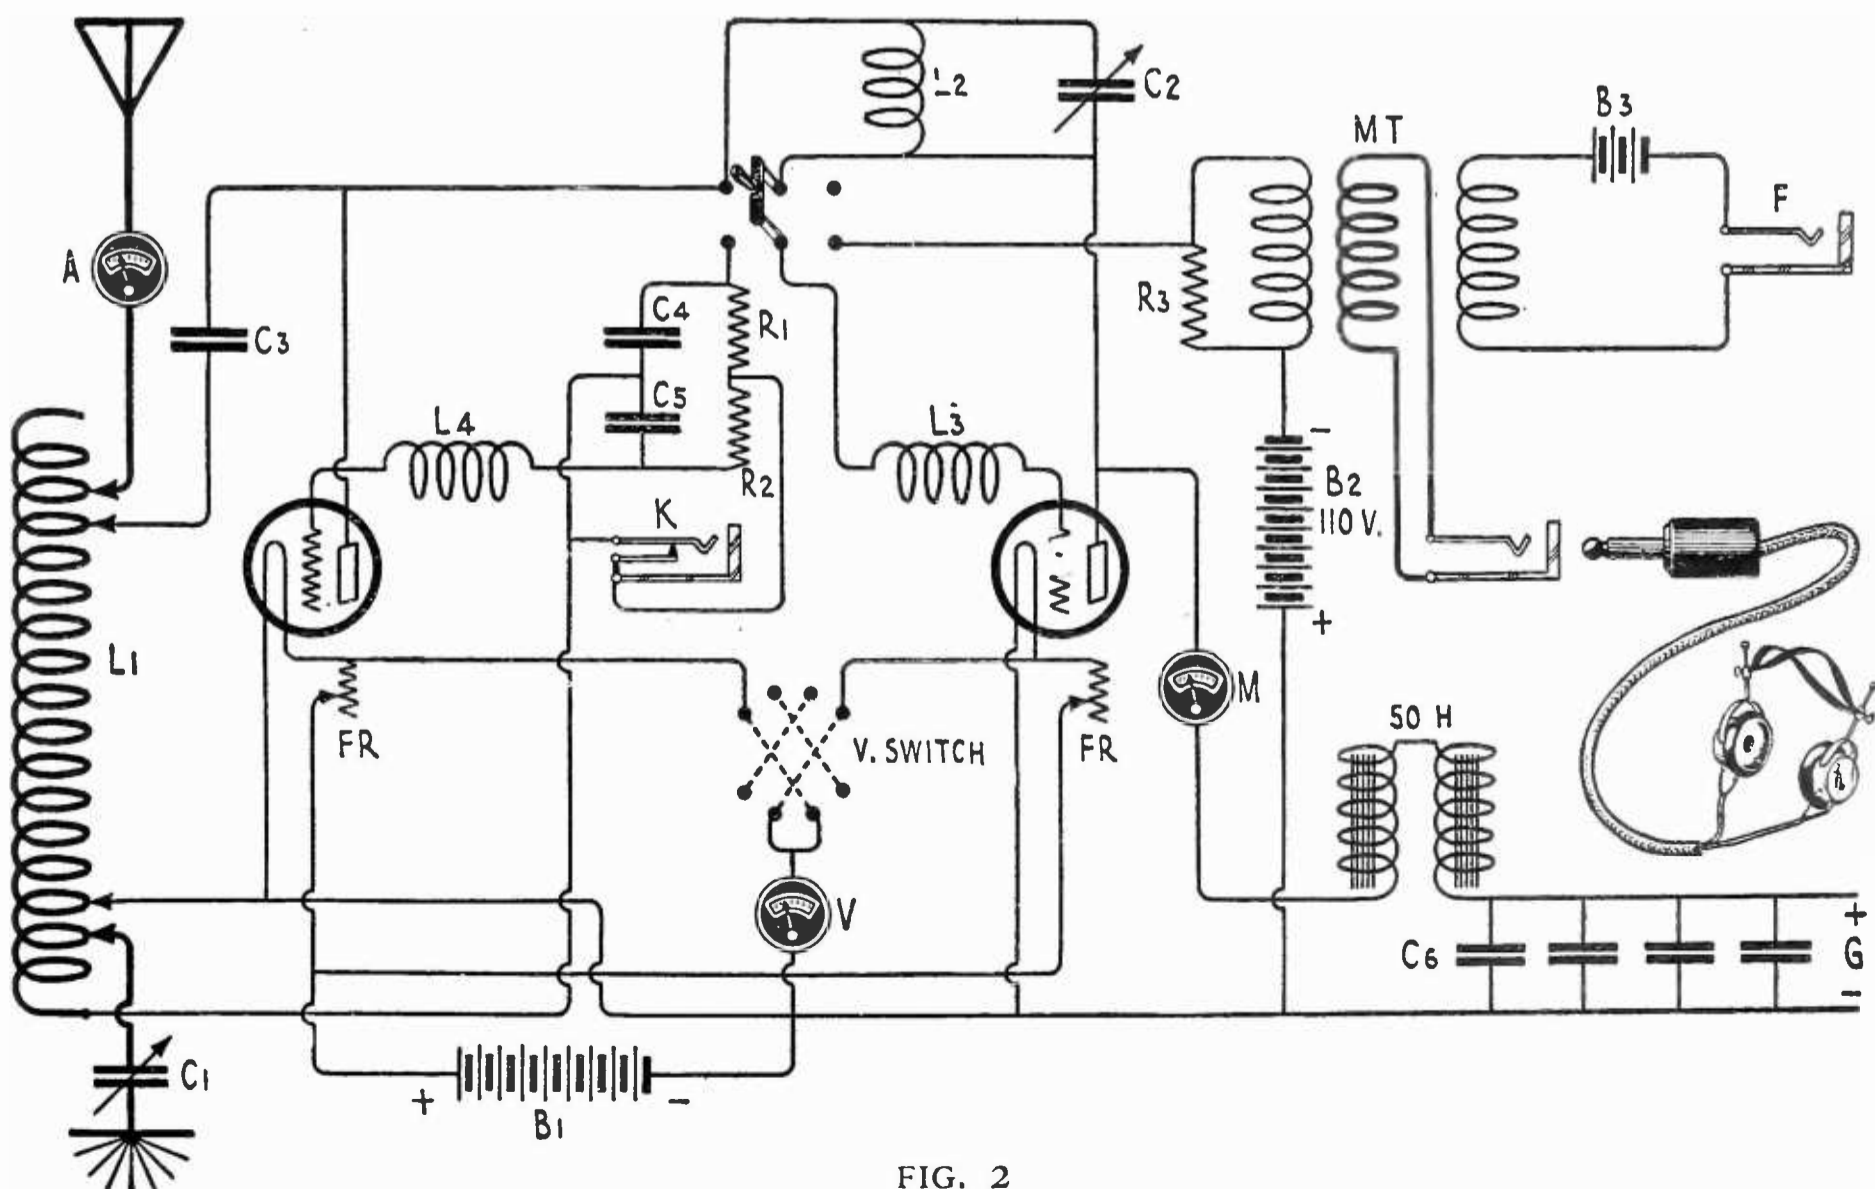 L2
C2
B3
MT
F
A
C3
C4
R1
R3
C5
L4
L3
R2
K
-
B2
110 V.
+
L1
M
FR
V. SWITCH
FR
50 H
V
+
C6
G
-
C1
+
-
B1
FIG. 2